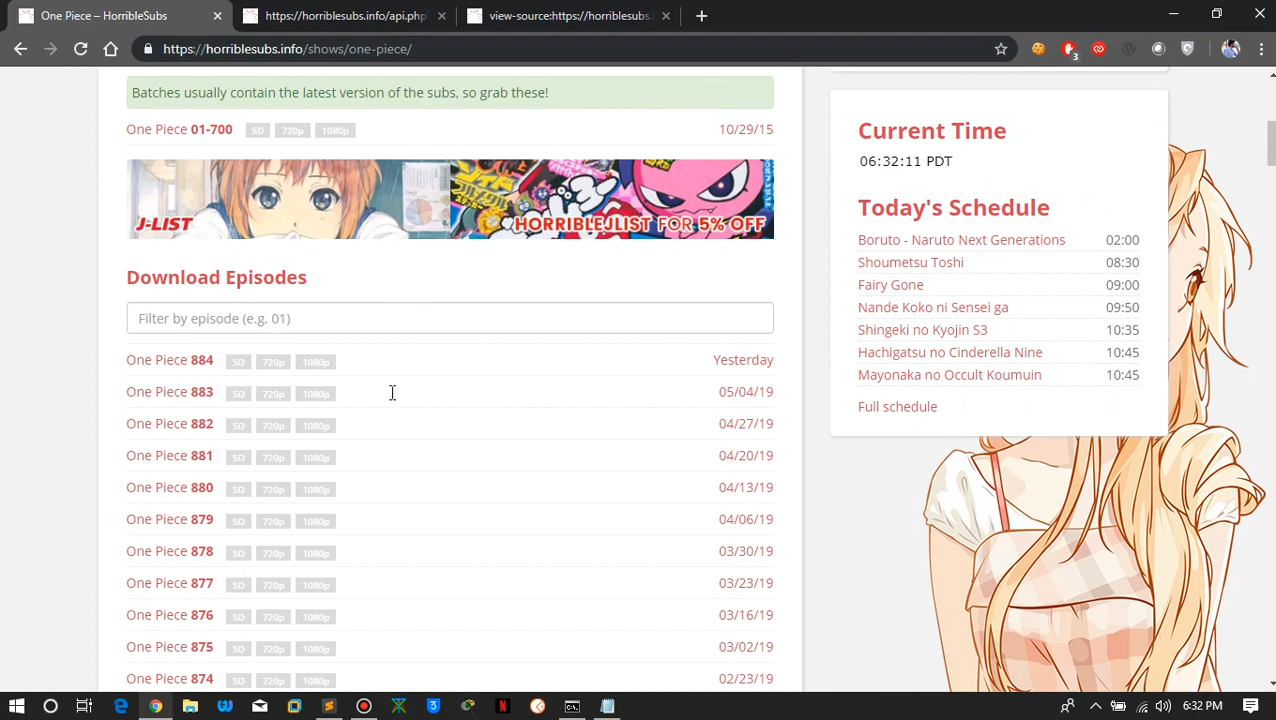 One Piece – HorribleSubs
https://horriblesubs.info/api.php
view-source:https://horriblesubs.
https://horriblesubs.info/shows/one-piece/
3
Batches usually contain the latest version of the subs, so grab these!
One Piece 01-700 SD 720p 1080p 10/29/15
J-LIST
HORRIBLEJLIST FOR 5% OFF
Download Episodes
Filter by episode (e.g. 01)
One Piece 884 SD 720p 1080p Yesterday
One Piece 883 SD 720p 1080p 05/04/19
One Piece 882 SD 720p 1080p 04/27/19
One Piece 881 SD 720p 1080p 04/20/19
One Piece 880 SD 720p 1080p 04/13/19
One Piece 879 SD 720p 1080p 04/06/19
One Piece 878 SD 720p 1080p 03/30/19
One Piece 877 SD 720p 1080p 03/23/19
One Piece 876 SD 720p 1080p 03/16/19
One Piece 875 SD 720p 1080p 03/02/19
One Piece 874 SD 720p 1080p 02/23/19
Current Time
06:32:11 PDT
Today's Schedule
Boruto - Naruto Next Generations 02:00
Shoumetsu Toshi 08:30
Fairy Gone 09:00
Nande Koko ni Sensei ga 09:50
Shingeki no Kyojin S3 10:35
Hachigatsu no Cinderella Nine 10:45
Mayonaka no Occult Koumuin 10:45
Full schedule
6:32 PM